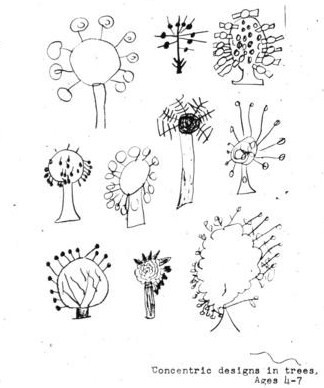 Concentric designs in trees,
Ages 4-7